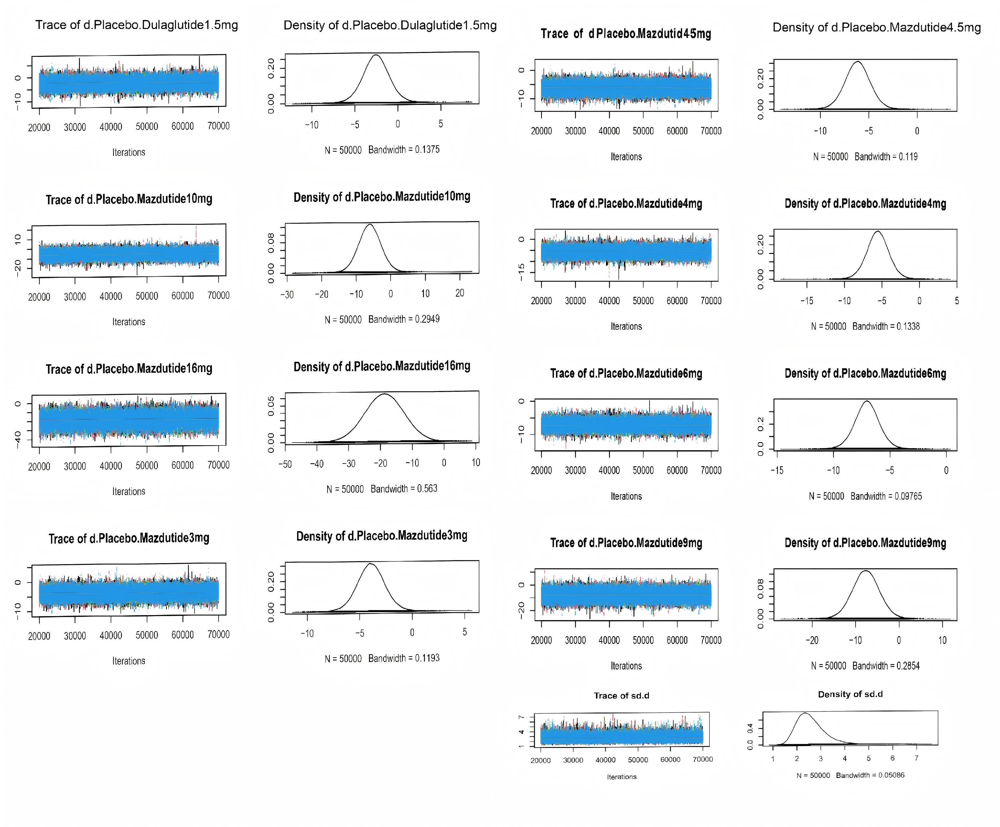 Trace of d.Placebo.Dulaglutide1.5mg
0
-10
20000 30000 40000 50000 60000 70000
Iterations
Density of d.Placebo.Dulaglutide1.5mg
0.20
0.00
-10 -5 0 5
N = 50000 Bandwidth = 0.1375
Trace of d Placebo.Mazdutid45mg
0
-10
20000 30000 40000 50000 60000 70000
Iterations
Density of d.Placebo.Mazdutide4.5mg
0.20
0.00
-10 -5 0
N = 50000 Bandwidth = 0.119
Trace of d.Placebo.Mazdutide10mg
10
-20
20000 30000 40000 50000 60000 70000
Iterations
Density of d.Placebo.Mazdutide10mg
0.08
0.00
-30 -20 -10 0 10 20
N = 50000 Bandwidth = 0.2949
Trace of d.Placebo.Mazdutide4mg
0
-15
20000 30000 40000 50000 60000 70000
Iterations
Density of d.Placebo.Mazdutide4mg
0.20
0.00
-15 -10 -5 0 5
N = 50000 Bandwidth = 0.1338
Trace of d.Placebo.Mazdutide16mg
0
-40
20000 30000 40000 50000 60000 70000
Iterations
Density of d.Placebo.Mazdutide16mg
0.05
0.00
-50 -40 -30 -20 -10 0 10
N = 50000 Bandwidth = 0.563
Trace of d.Placebo.Mazdutide6mg
0
-10
20000 30000 40000 50000 60000 70000
Iterations
Density of d.Placebo.Mazdutide6mg
0.2
0.0
-15 -10 -5 0
N = 50000 Bandwidth = 0.09765
Trace of d.Placebo.Mazdutide3mg
0
-10
20000 30000 40000 50000 60000 70000
Iterations
Density of d.Placebo.Mazdutide3mg
0.20
0.00
-10 -5 0 5
N = 50000 Bandwidth = 0.1193
Trace of d.Placebo.Mazdutide9mg
0
-20
20000 30000 40000 50000 60000 70000
Iterations
Density of d.Placebo.Mazdutide9mg
0.08
0.00
-20 -10 0 10
N = 50000 Bandwidth = 0.2854
Trace of sd.d
7
4
1
20000 30000 40000 50000 60000 70000
Iterations
Density of sd.d
0.4
0.0
1 2 3 4 5 6 7
N = 50000 Bandwidth = 0.05086